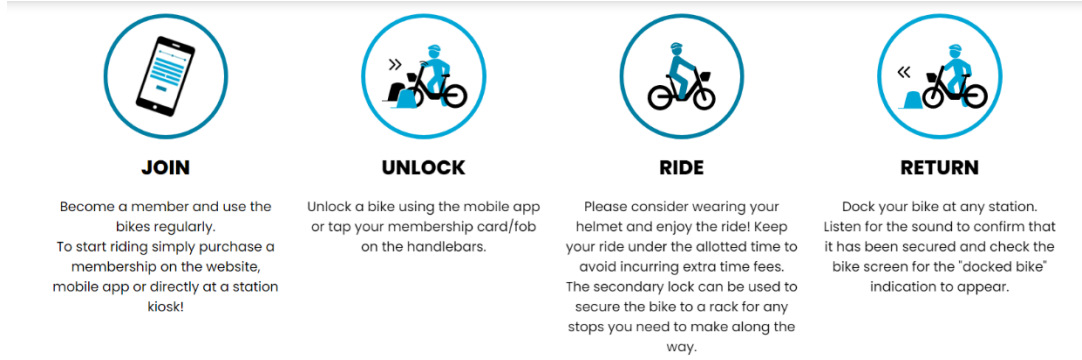 JOIN
Become a member and use the
bikes regularly.
To start riding simply purchase a
membership on the website,
mobile app or directly at a station
kiosk!
UNLOCK
Unlock a bike using the mobile app
or tap your membership card/fob
on the handlebars.
RIDE
Please consider wearing your
helmet and enjoy the ride! Keep
your ride under the allotted time to
avoid incurring extra time fees.
The secondary lock can be used to
secure the bike to a rack for any
stops you need to make along the
way.
RETURN
Dock your bike at any station.
Listen for the sound to confirm that
it has been secured and check the
bike screen for the "docked bike"
indication to appear.